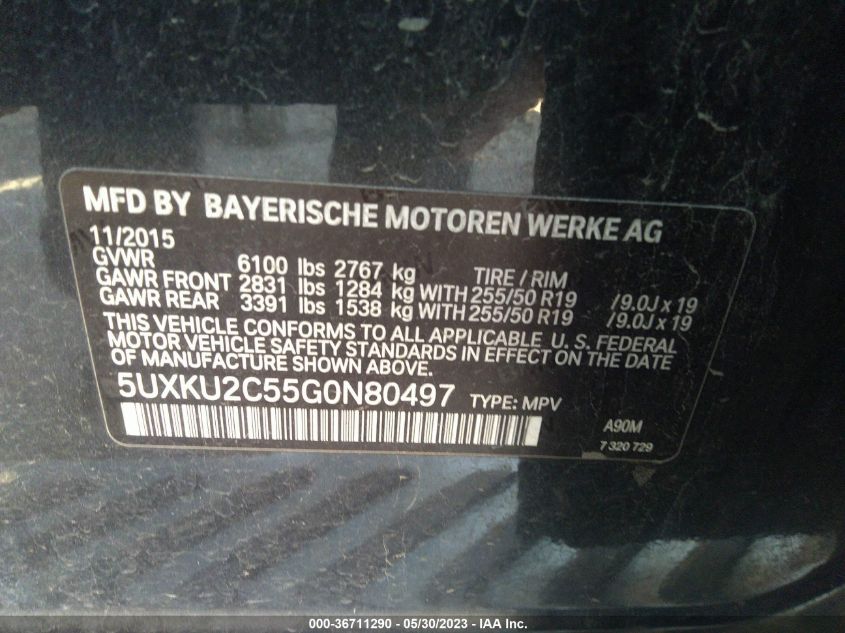 MFD BY BAYERISCHE MOTOREN WERKE AG
11/2015
GVWR 6100 lbs 2767 kg TIRE / RIM
GAWR FRONT 2831 lbs 1284 kg WITH 255/50 R19 /9.0J x 19
GAWR REAR 3391 lbs 1538 kg WITH 255/50 R19 /9.0J x 19
THIS VEHICLE CONFORMS TO ALL APPLICABLE U. S. FEDERAL
MOTOR VEHICLE SAFETY STANDARDS IN EFFECT ON THE DATE
OF MANUFACTURE SHOWN ABOVE.
5UXKU2C55G0N80497 TYPE: MPV
A90M
7 320 729
000-36711290 - 05/30/2023 - IAA Inc.